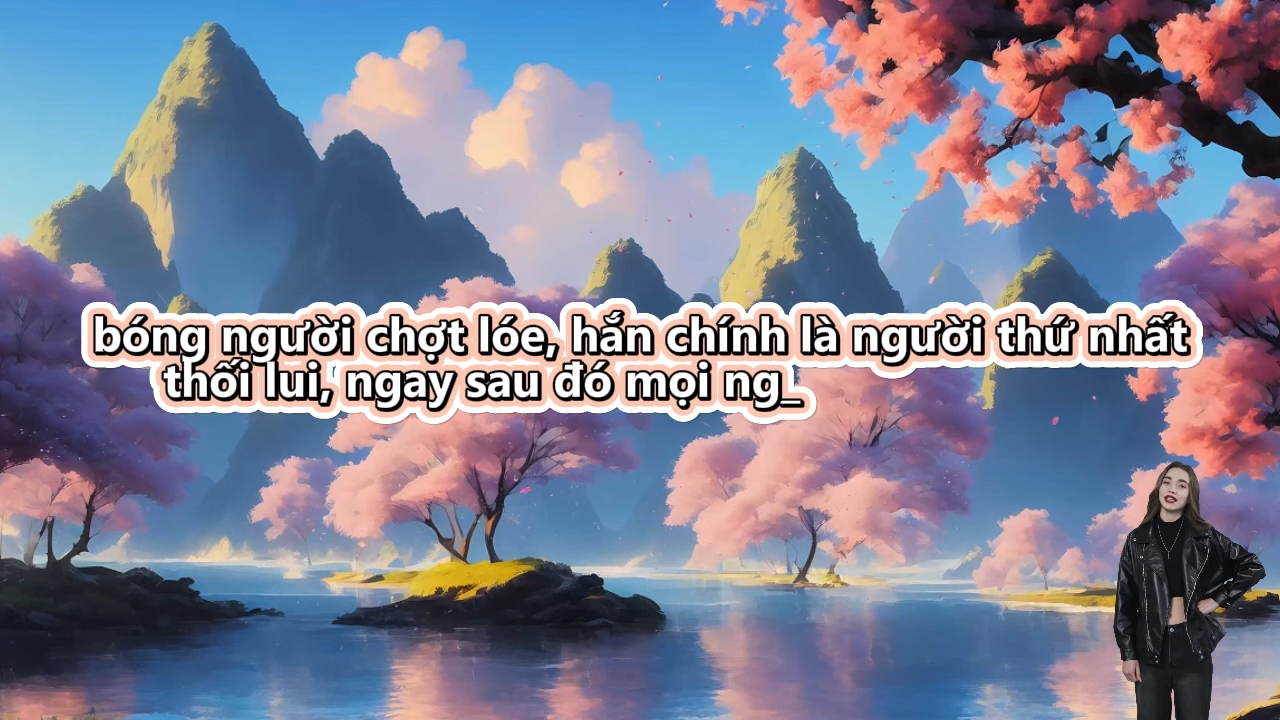 bóng người chợt lóe, hắn chính là người thứ nhất
thối lui, ngay sau đó mọi ng_